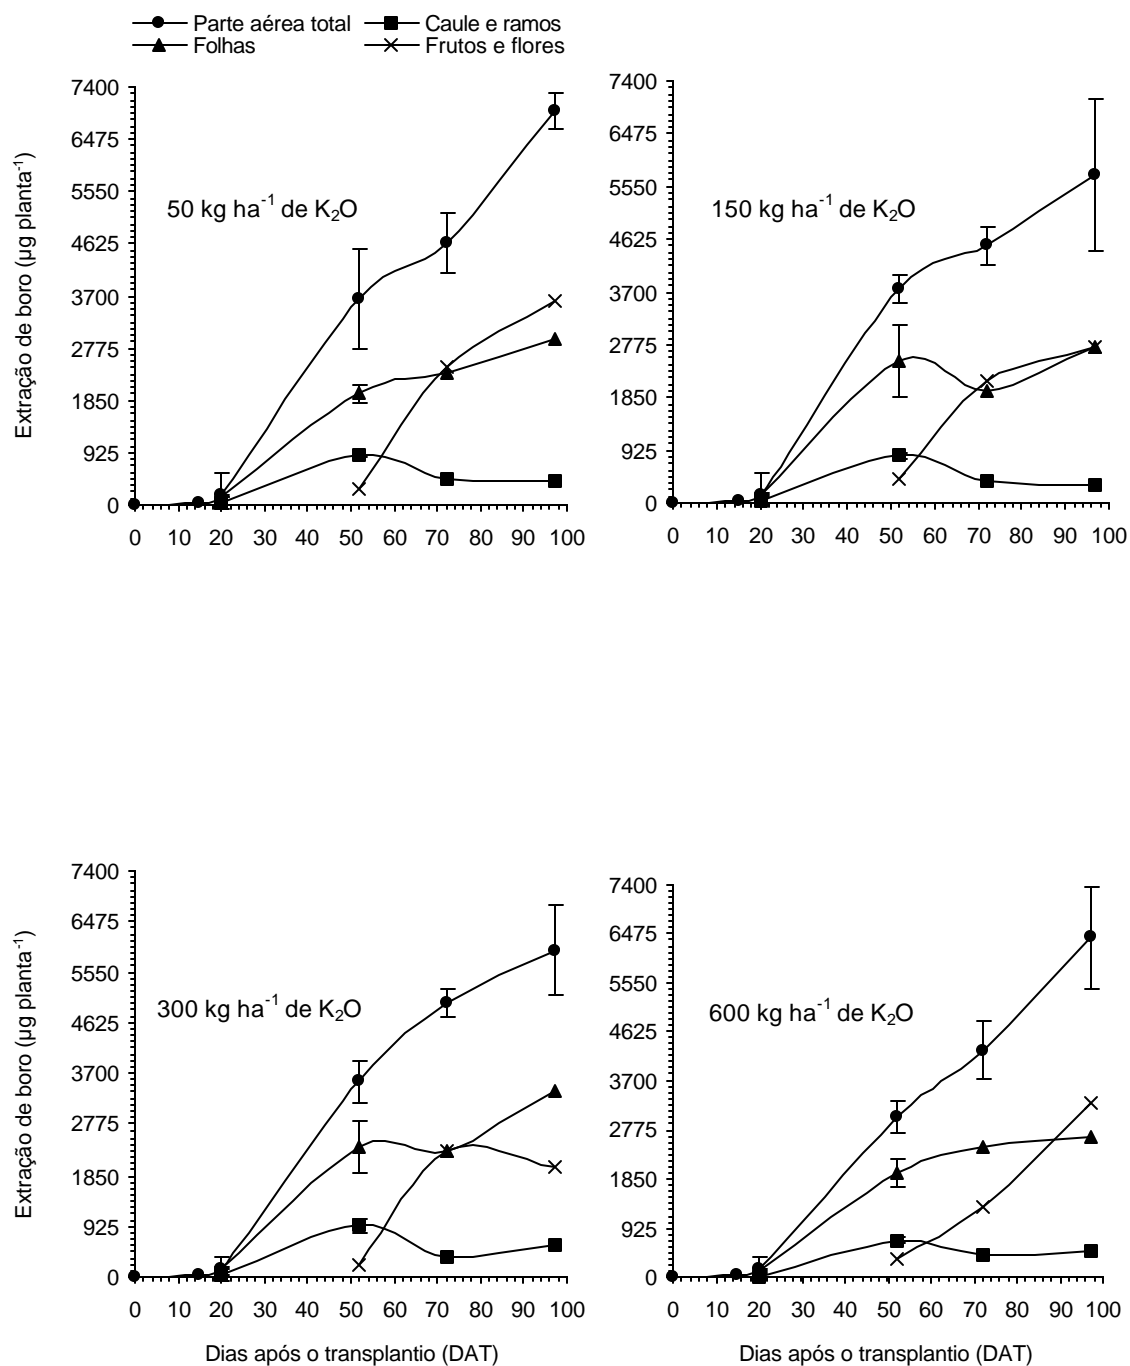 Parte aérea total Caule e ramos
Folhas Frutos e flores
Extração de boro (µg planta⁻¹)
7400
6475
5550
4625
3700
2775
1850
925
0
50 kg ha⁻¹ de K₂O
0 10 20 30 40 50 60 70 80 90 100
7400
6475
5550
4625
3700
2775
1850
925
0
150 kg ha⁻¹ de K₂O
0 10 20 30 40 50 60 70 80 90 100
Extração de boro (µg planta⁻¹)
7400
6475
5550
4625
3700
2775
1850
925
0
300 kg ha⁻¹ de K₂O
0 10 20 30 40 50 60 70 80 90 100
Dias após o transplantio (DAT)
7400
6475
5550
4625
3700
2775
1850
925
0
600 kg ha⁻¹ de K₂O
0 10 20 30 40 50 60 70 80 90 100
Dias após o transplantio (DAT)